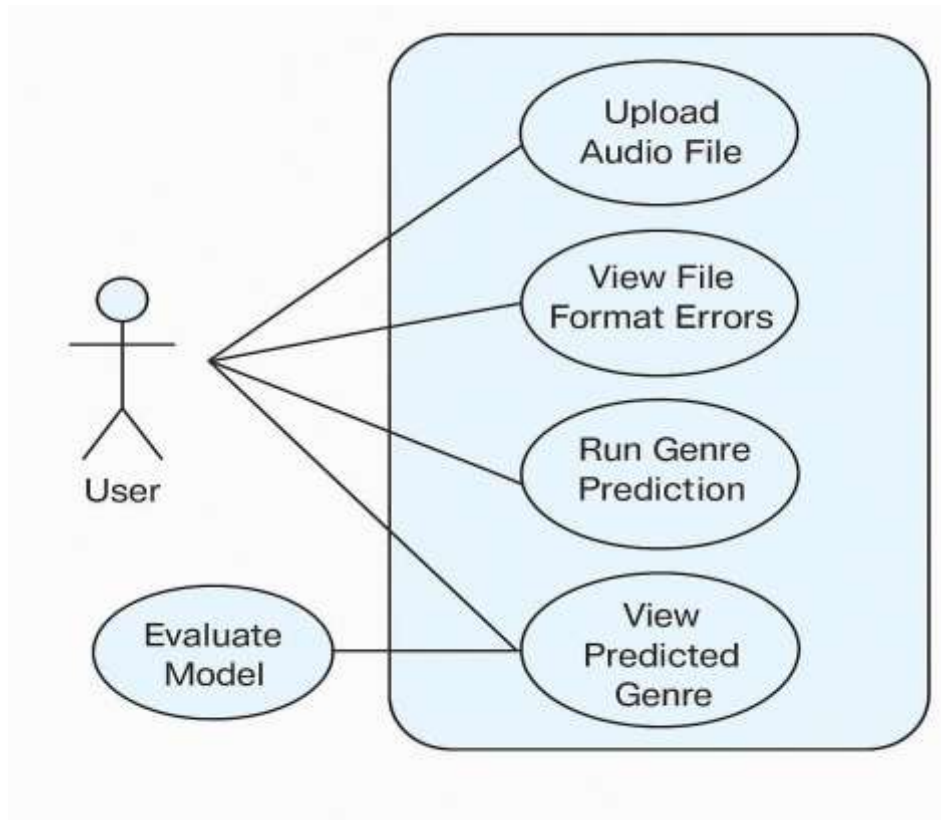 Upload
Audio File
View File
Format Errors
Run Genre
Prediction
User
Evaluate
Model
View
Predicted
Genre